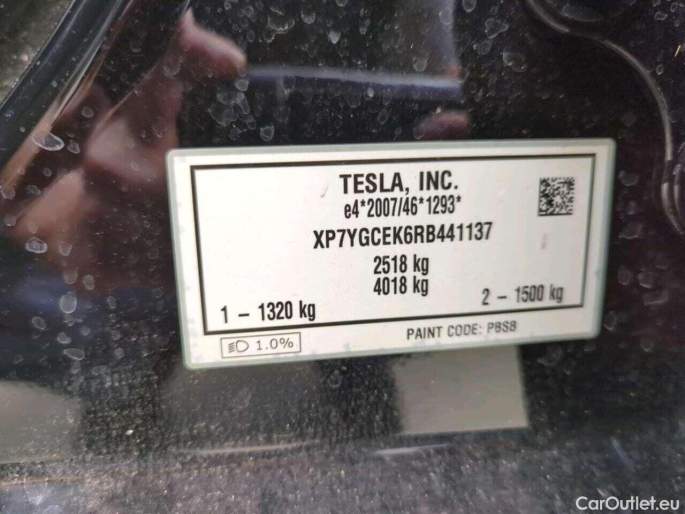 TESLA, INC.
e4*2007/46*1293*
XP7YGCEK6RB441137
2518 kg
4018 kg
1 - 1320 kg
2 - 1500 kg
1.0%
PAINT CODE: PBSB
CarOutlet.eu